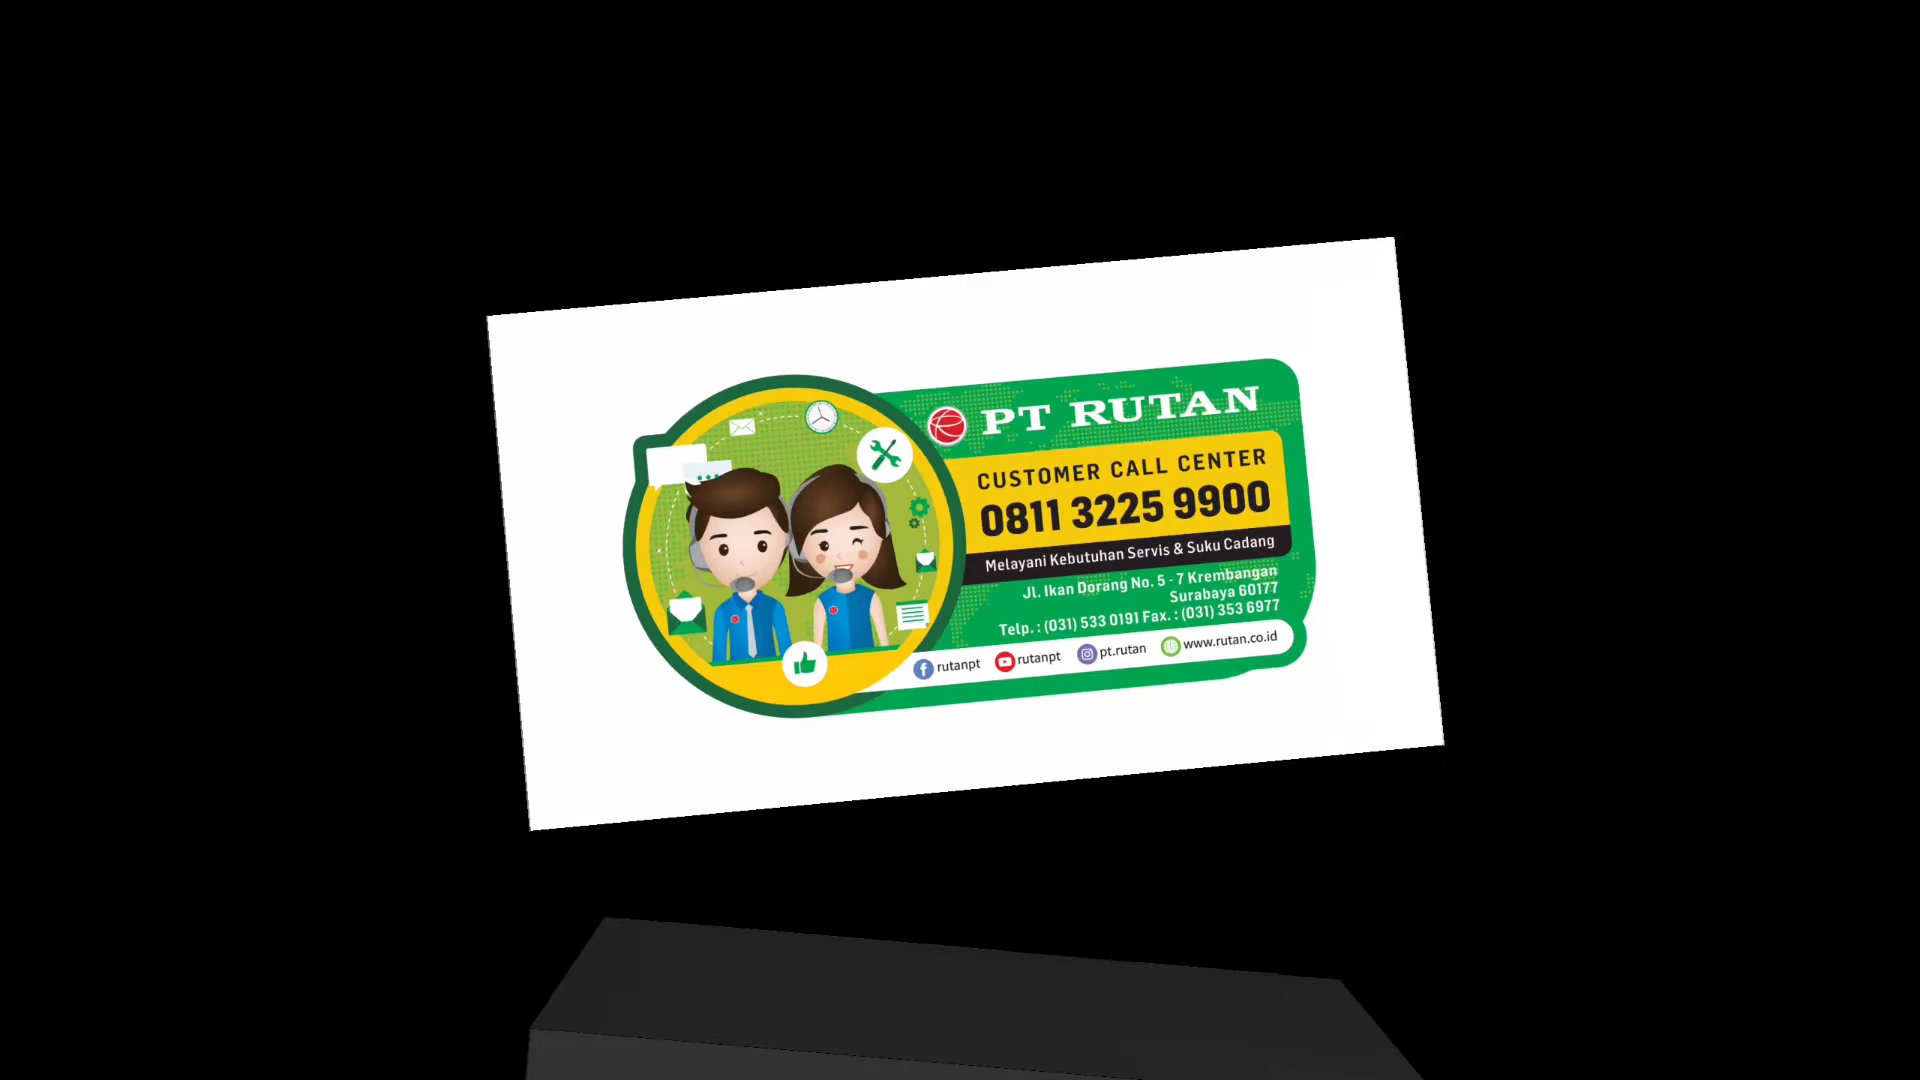 PT RUTAN
CUSTOMER CALL CENTER
0811 3225 9900
Melayani Kebutuhan Servis & Suku Cadang
Jl. Ikan Dorang No. 5 - 7 Krembangan
Surabaya 60177
Telp. : (031) 533 0191 Fax. : (031) 353 6977
rutanpt rutanpt pt.rutan www.rutan.co.id